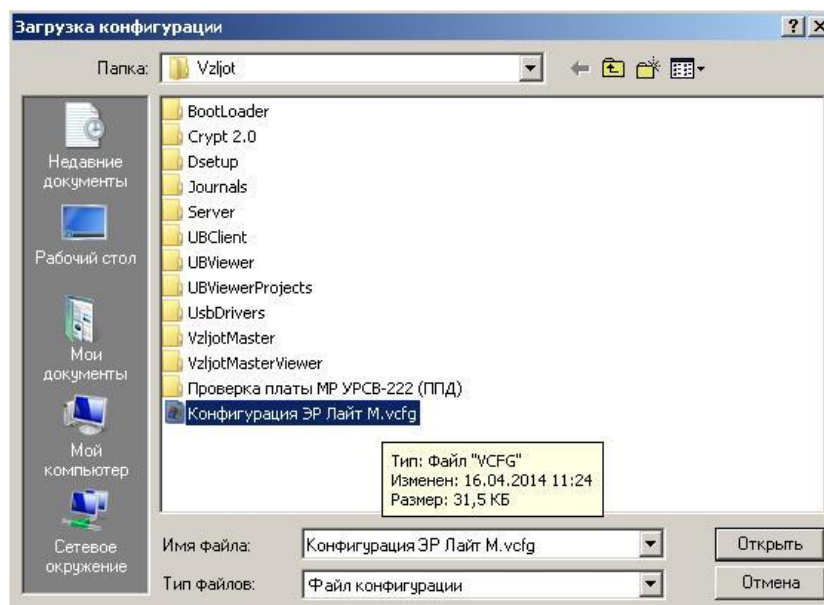 Загрузка конфигурации
Папка: Vzljot
Недавние
документы
Рабочий стол
Мои
документы
Мой
компьютер
Сетевое
окружение
BootLoader
Crypt 2.0
Dsetup
Journals
Server
UBClient
UBViewer
UBViewerProjects
UsbDrivers
VzljotMaster
VzljotMasterViewer
Проверка платы МР УРСВ-222 (ППД)
Конфигурация ЭР Лайт М.vcfg
Тип: Файл "VCFG"
Изменен: 16.04.2014 11:24
Размер: 31,5 КБ
Имя файла: Конфигурация ЭР Лайт М.vcfg Открыть
Тип файлов: Файл конфигурации Отмена